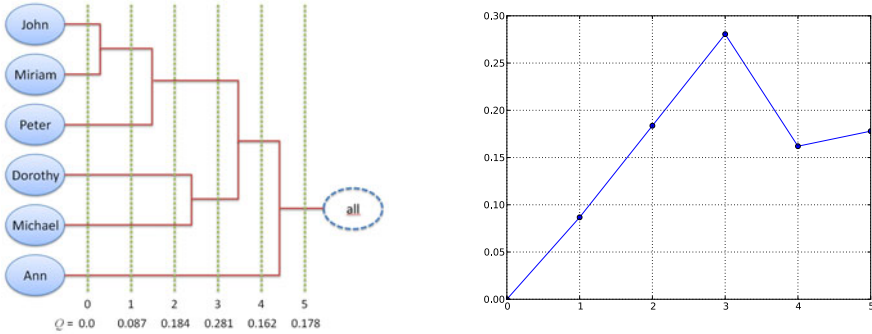 John
Miriam
Peter
Dorothy
Michael
Ann
all
0 1 2 3 4 5
Q = 0.0 0.087 0.184 0.281 0.162 0.178
0.30
0.25
0.20
0.15
0.10
0.05
0.00
0 1 2 3 4 5